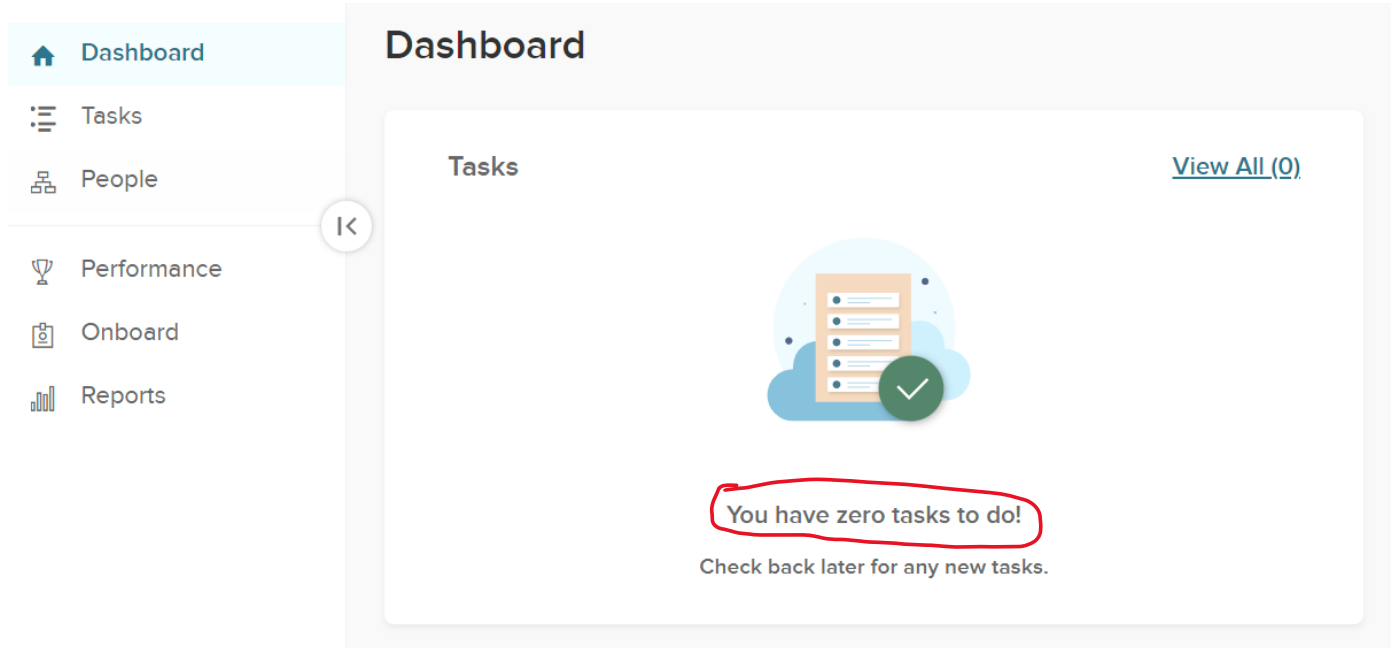 Dashboard
Tasks
People
Performance
Onboard
Reports
Dashboard
Tasks
View All (0)
You have zero tasks to do!
Check back later for any new tasks.